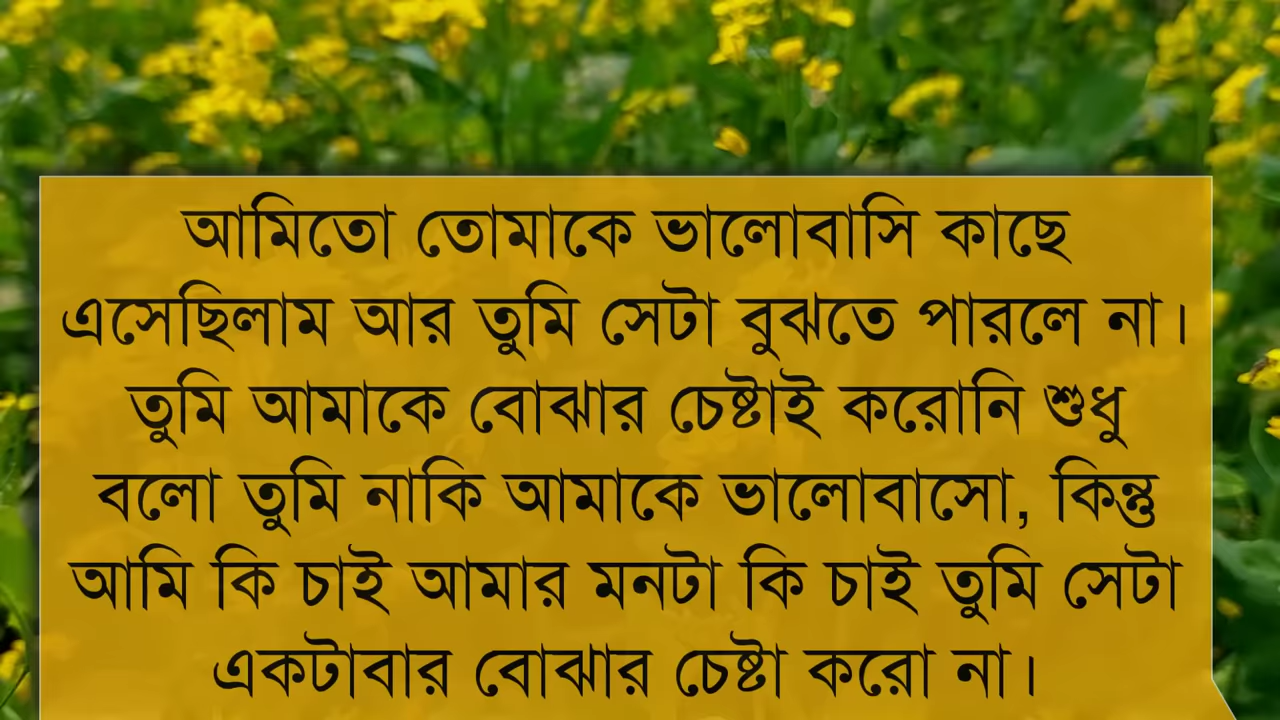 আমিতো তোমাকে ভালোবাসি কাছে
এসেছিলাম আর তুমি সেটা বুঝতে পারলে না।
তুমি আমাকে বোঝার চেষ্টাই করোনি শুধু
বলো তুমি নাকি আমাকে ভালোবাসো, কিন্তু
আমি কি চাই আমার মনটা কি চাই তুমি সেটা
একটাবার বোঝার চেষ্টা করো না।